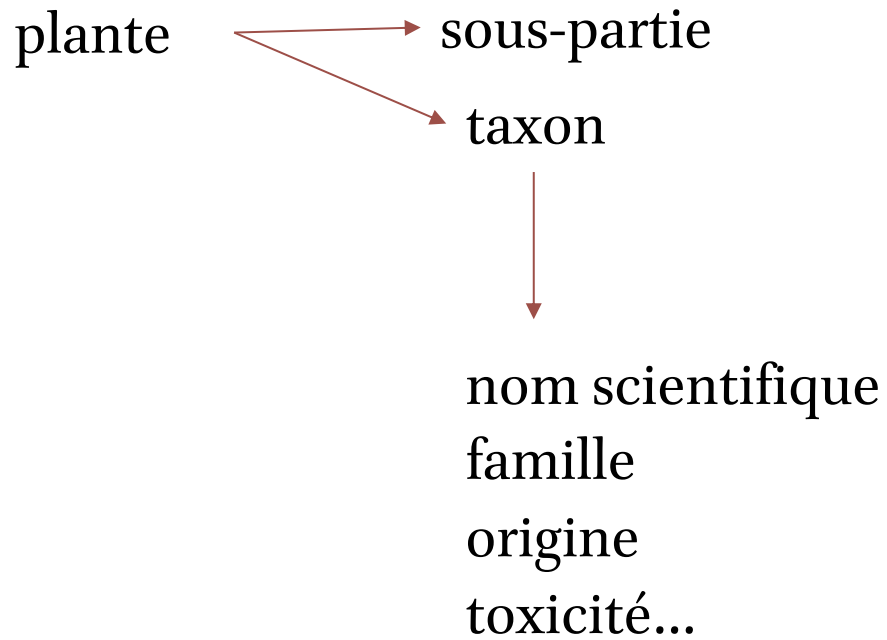 plante
sous-partie
taxon
nom scientifique
famille
origine
toxicité...